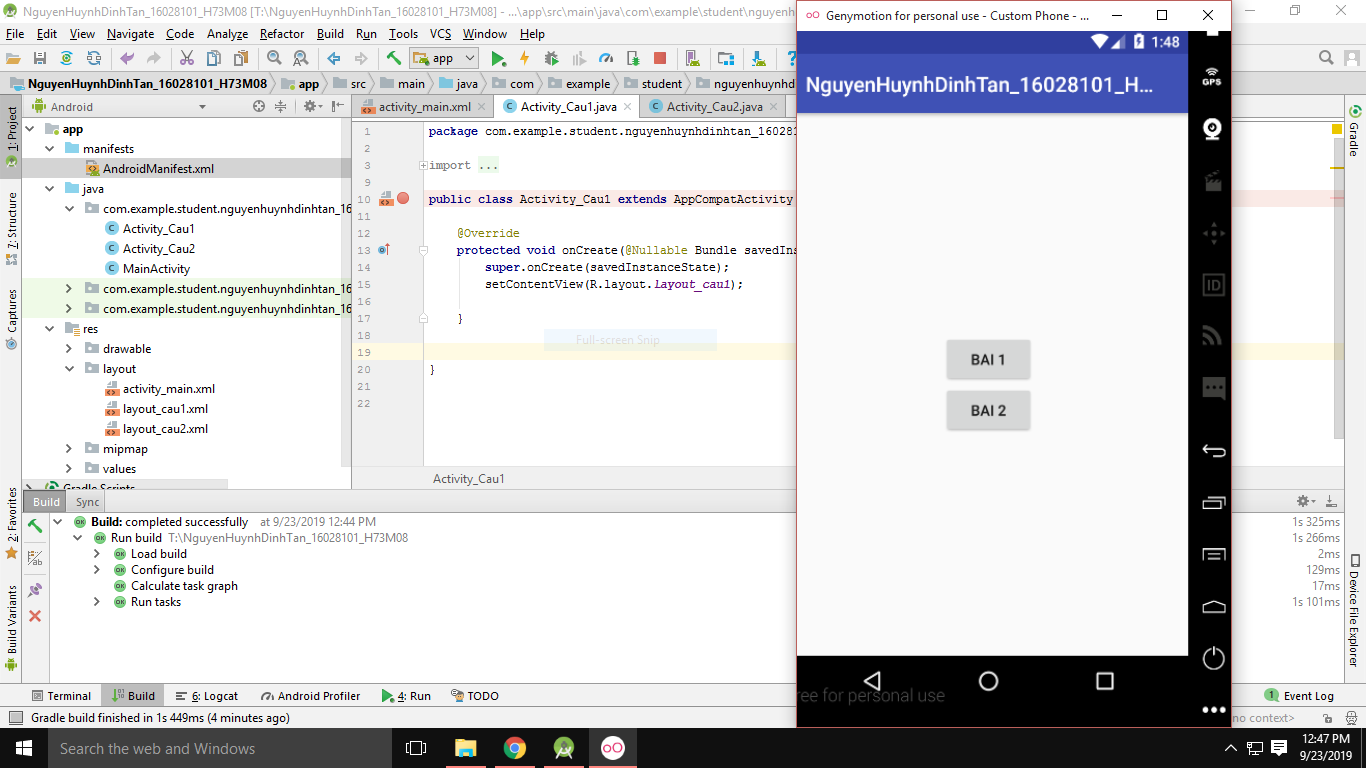 NguyenHuynhDinhTan_16028101_H73M08 [T:\NguyenHuynhDinhTan_16028101_H73M08] - ...\app\src\main\java\com\example\student\nguyenh
File Edit View Navigate Code Analyze Refactor Build Run Tools VCS Window Help
app
NguyenHuynhDinhTan_16028101_H73M08 app src main java com example student nguyenhuynhd
Android
activity_main.xml Activity_Cau1.java Activity_Cau2.java
1: Project
7: Structure
Captures
2: Favorites
Build Variants
app
manifests
AndroidManifest.xml
java
com.example.student.nguyenhuynhdinhtan_16
Activity_Cau1
Activity_Cau2
MainActivity
com.example.student.nguyenhuynhdinhtan_16
com.example.student.nguyenhuynhdinhtan_16
res
drawable
layout
activity_main.xml
layout_cau1.xml
layout_cau2.xml
mipmap
values
Gradle Scripts
1 package com.example.student.nguyenhuynhdinhtan_16028
2
3 import ...
9
10 public class Activity_Cau1 extends AppCompatActivity
11
12 @Override
13 protected void onCreate(@Nullable Bundle savedIns
14 super.onCreate(savedInstanceState);
15 setContentView(R.layout.layout_cau1);
16
17 }
18
Full-screen Snip
19
20 }
21
22
Activity_Cau1
Genymotion for personal use - Custom Phone - ...
1:48
NguyenHuynhDinhTan_16028101_H...
BAI 1
BAI 2
ree for personal use
GPS
ID
Gradle
Device File Explorer
Build Sync
Build: completed successfully at 9/23/2019 12:44 PM 1s 325ms
Run build T:\NguyenHuynhDinhTan_16028101_H73M08 1s 266ms
Load build 2ms
Configure build 129ms
Calculate task graph 17ms
Run tasks 1s 101ms
Terminal Build 6: Logcat Android Profiler 4: Run TODO 1 Event Log
Gradle build finished in 1s 449ms (4 minutes ago) no context>
Search the web and Windows
12:47 PM
9/23/2019